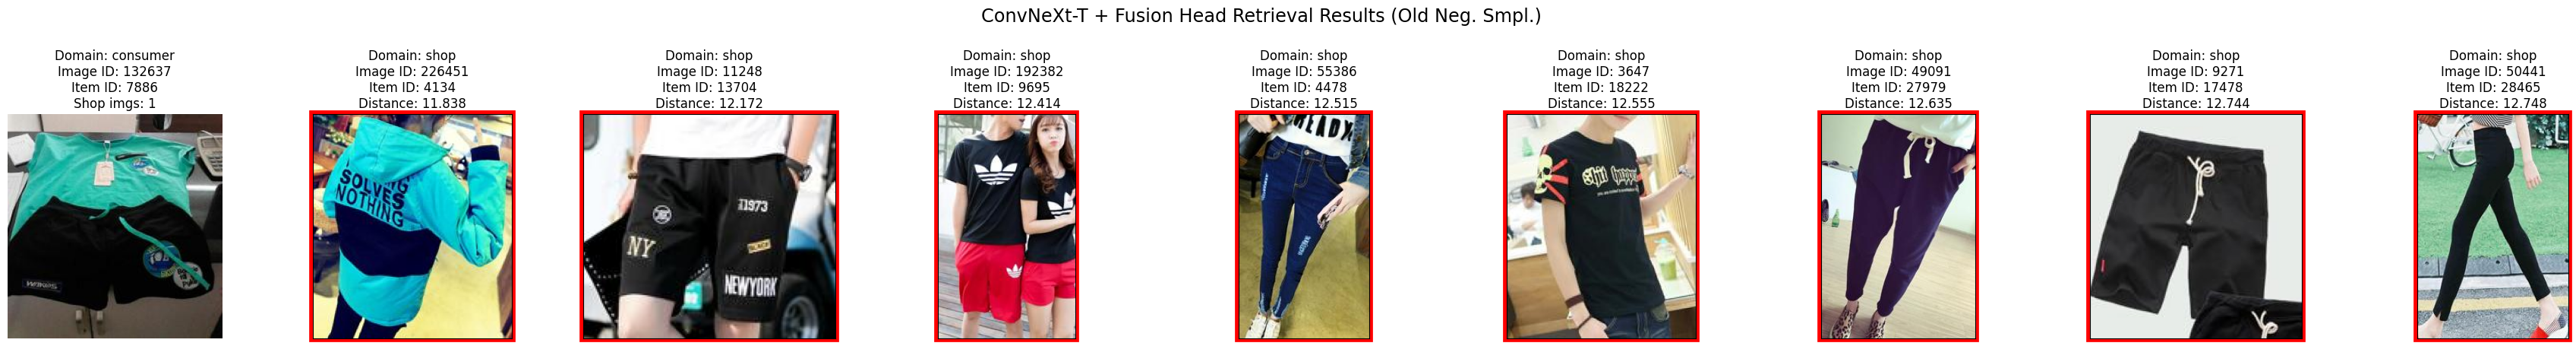 ConvNeXt-T + Fusion Head Retrieval Results (Old Neg. Smpl.)
Domain: consumer
Image ID: 132637
Item ID: 7886
Shop imgs: 1
Domain: shop
Image ID: 226451
Item ID: 4134
Distance: 11.838
Domain: shop
Image ID: 11248
Item ID: 13704
Distance: 12.172
Domain: shop
Image ID: 192382
Item ID: 9695
Distance: 12.414
Domain: shop
Image ID: 55386
Item ID: 4478
Distance: 12.515
Domain: shop
Image ID: 3647
Item ID: 18222
Distance: 12.555
Domain: shop
Image ID: 49091
Item ID: 27979
Distance: 12.635
Domain: shop
Image ID: 9271
Item ID: 17478
Distance: 12.744
Domain: shop
Image ID: 50441
Item ID: 28465
Distance: 12.748
SOLVES
NOTHING
1973
NY
BLACK
NEWYORK
READY
shit happens